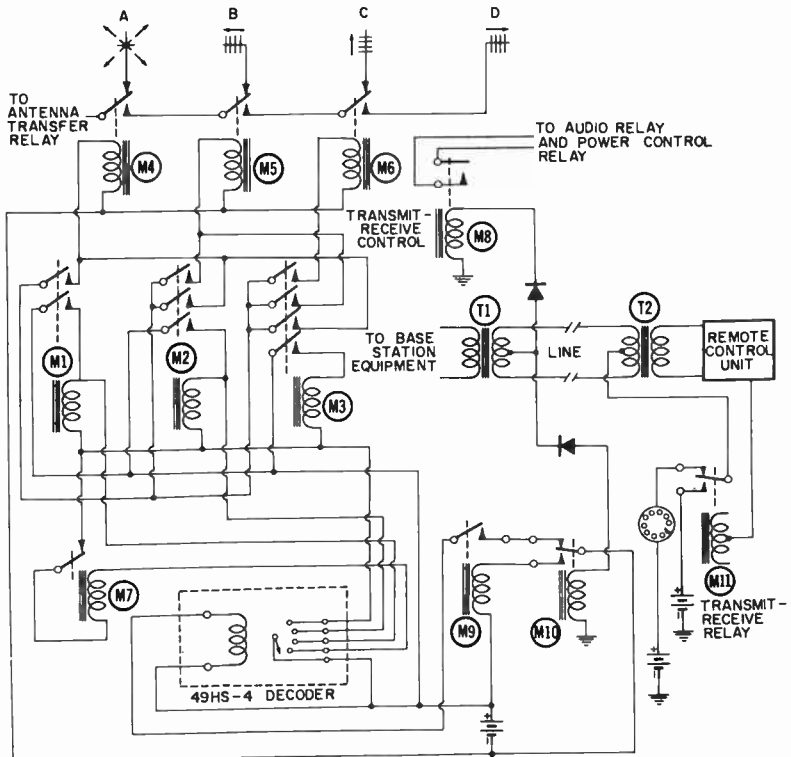 A
B
C
D
TO
ANTENNA
TRANSFER
RELAY
M4
M5
M6
TO AUDIO RELAY
AND POWER CONTROL
RELAY
TRANSMIT-
RECEIVE
CONTROL
M8
T1
T2
TO BASE
STATION
EQUIPMENT
LINE
REMOTE
CONTROL
UNIT
M1
M2
M3
M7
M9
M10
M11
TRANSMIT-
RECEIVE
RELAY
49HS-4 DECODER